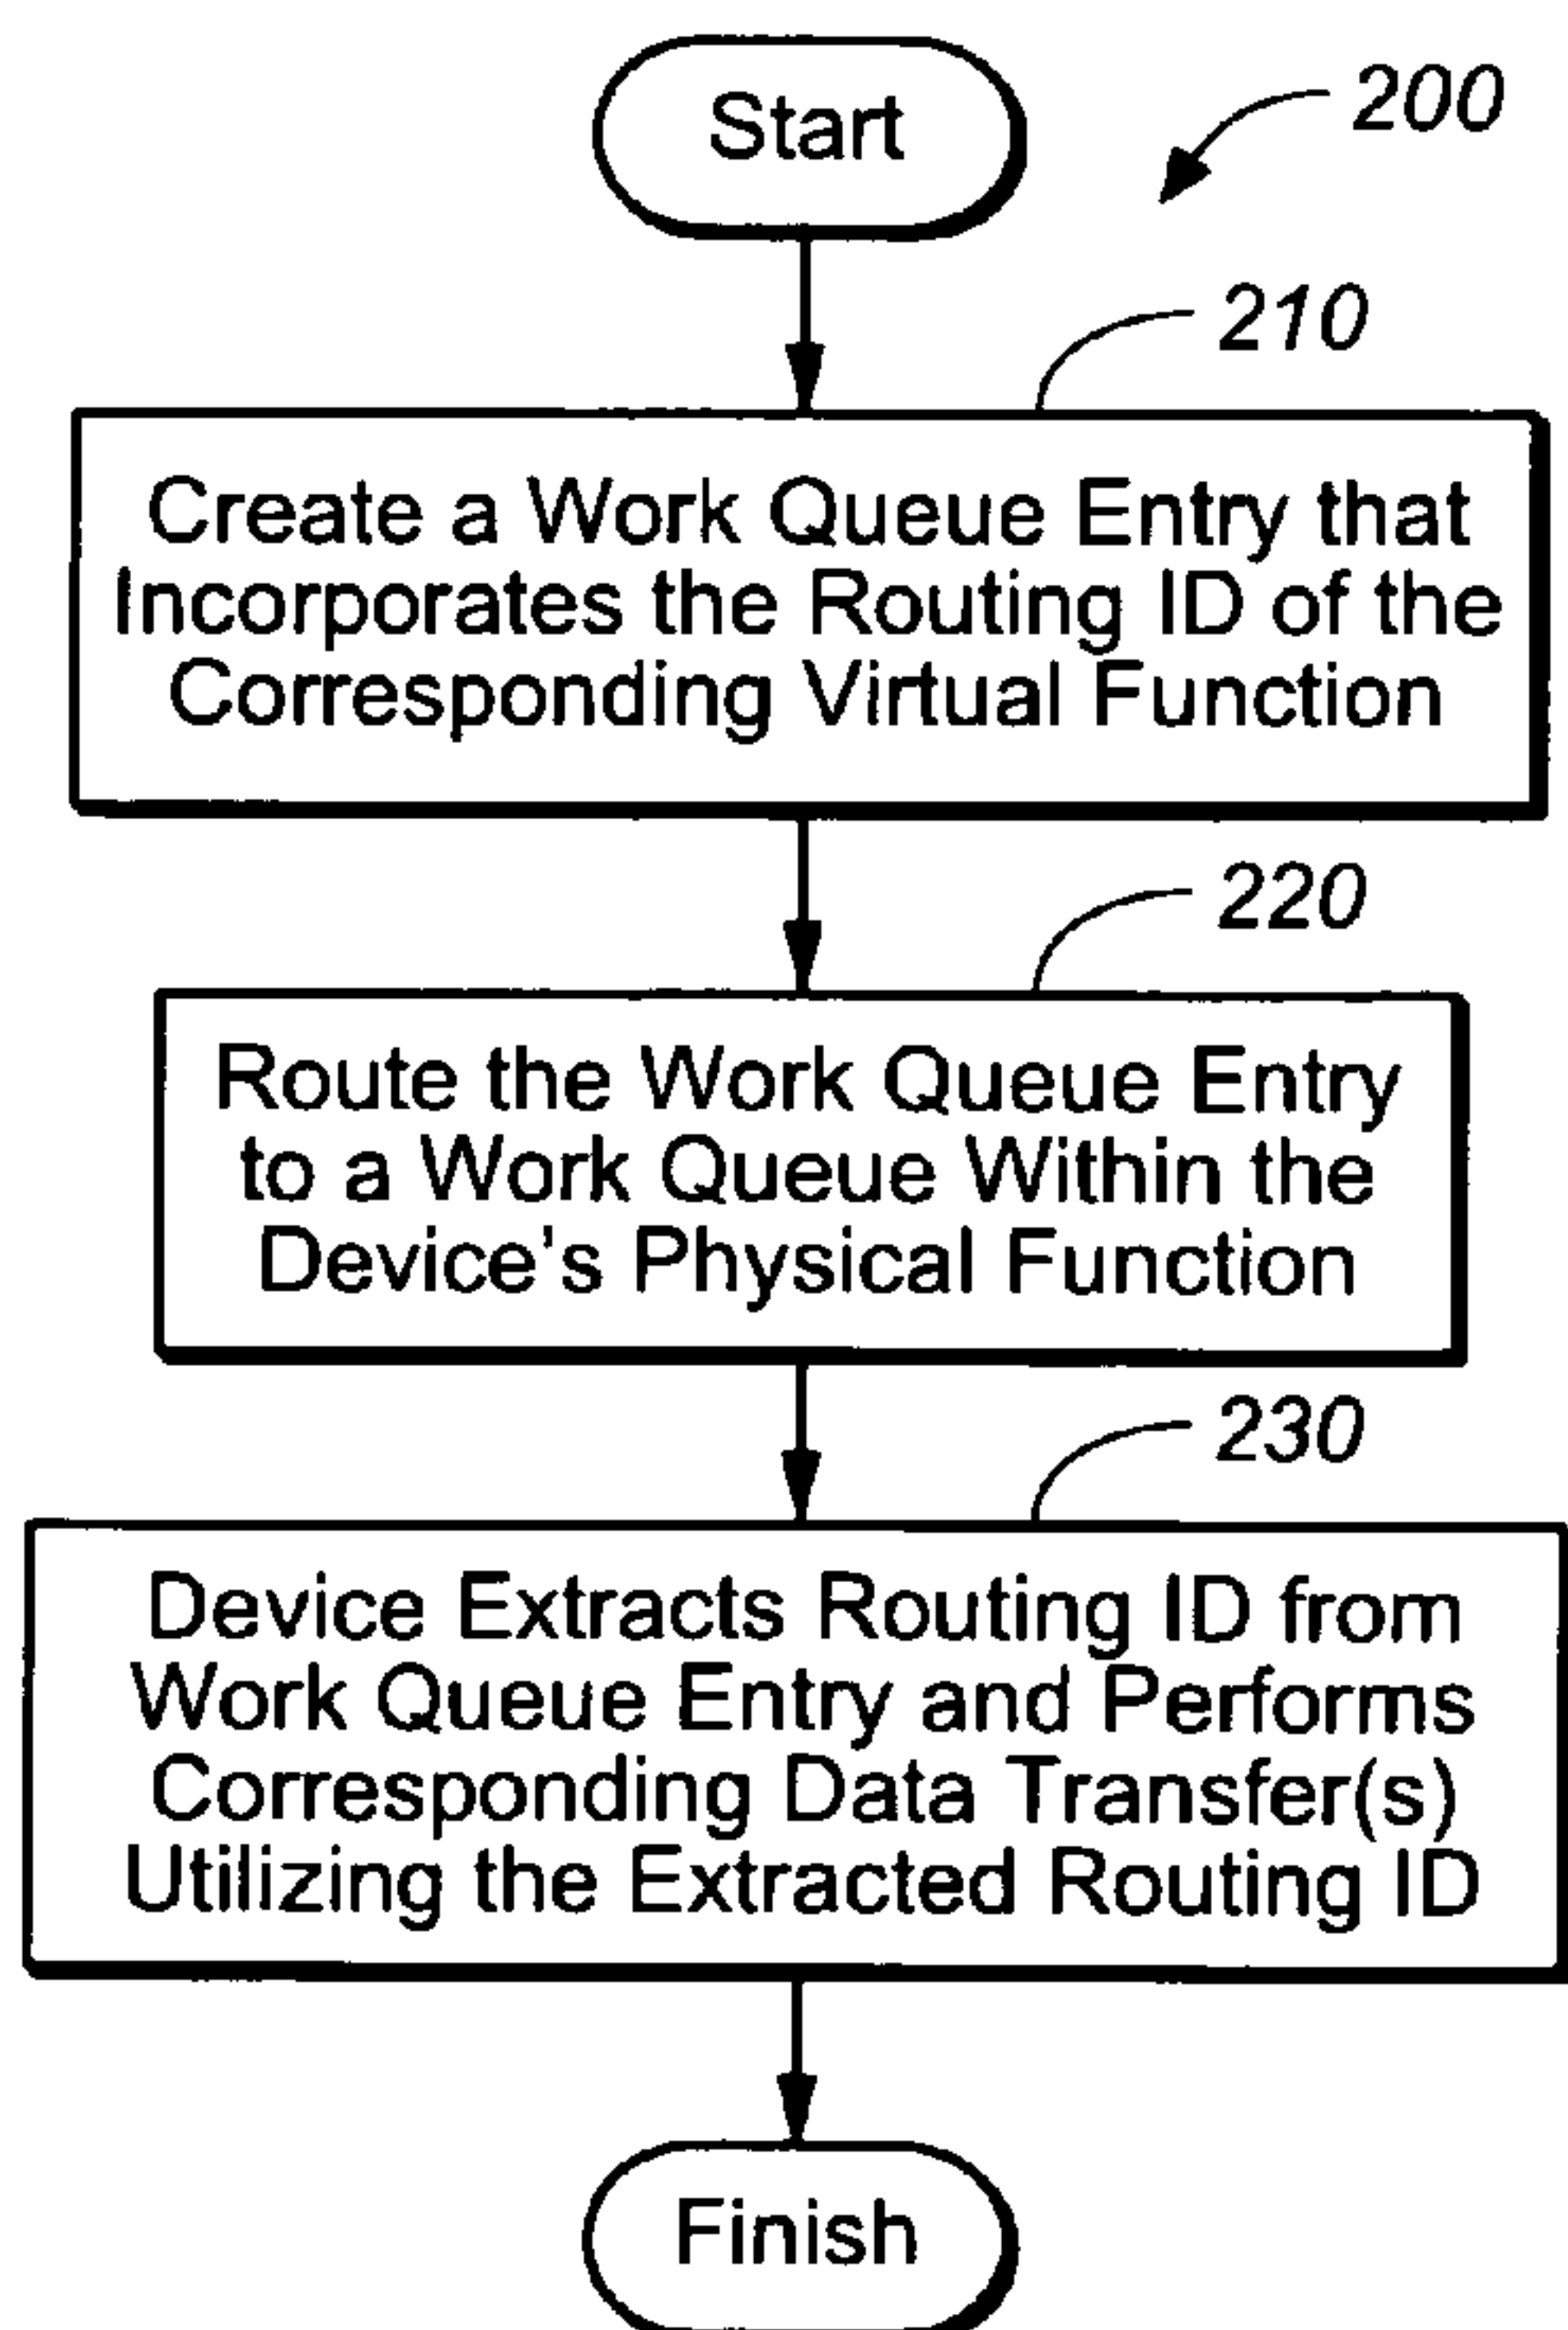 Start
200
210
Create a Work Queue Entry that
Incorporates the Routing ID of the
Corresponding Virtual Function
220
Route the Work Queue Entry
to a Work Queue Within the
Device's Physical Function
230
Device Extracts Routing ID from
Work Queue Entry and Performs
Corresponding Data Transfer(s)
Utilizing the Extracted Routing ID
Finish